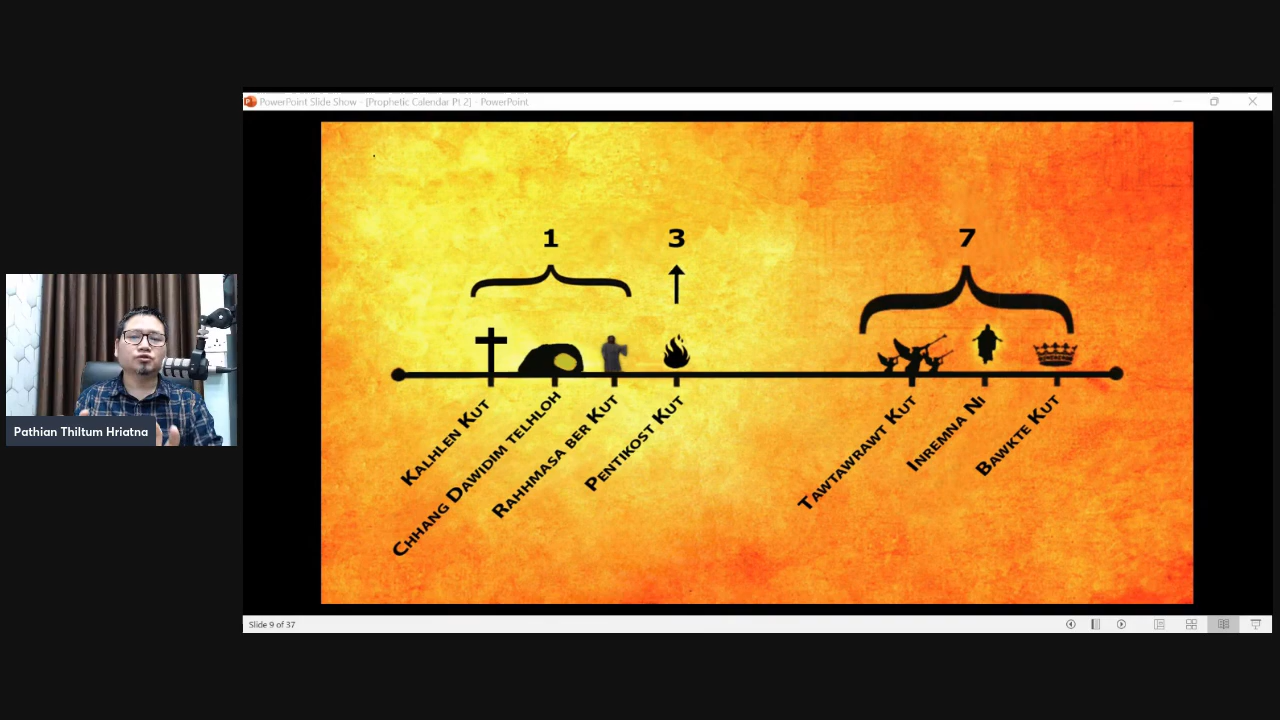 PowerPoint Slide Show - [Prophetic Calendar Pt 2] - PowerPoint
1
3
7
KALHLEN KUT
CHHANG DAWIDIM TELHLOH
RAHHMASA BER KUT
PENTIKOST KUT
TAWTAWRAWT KUT
INREMNA NI
BAWKTE KUT
Pathian Thiltum Hriatna
Slide 9 of 37